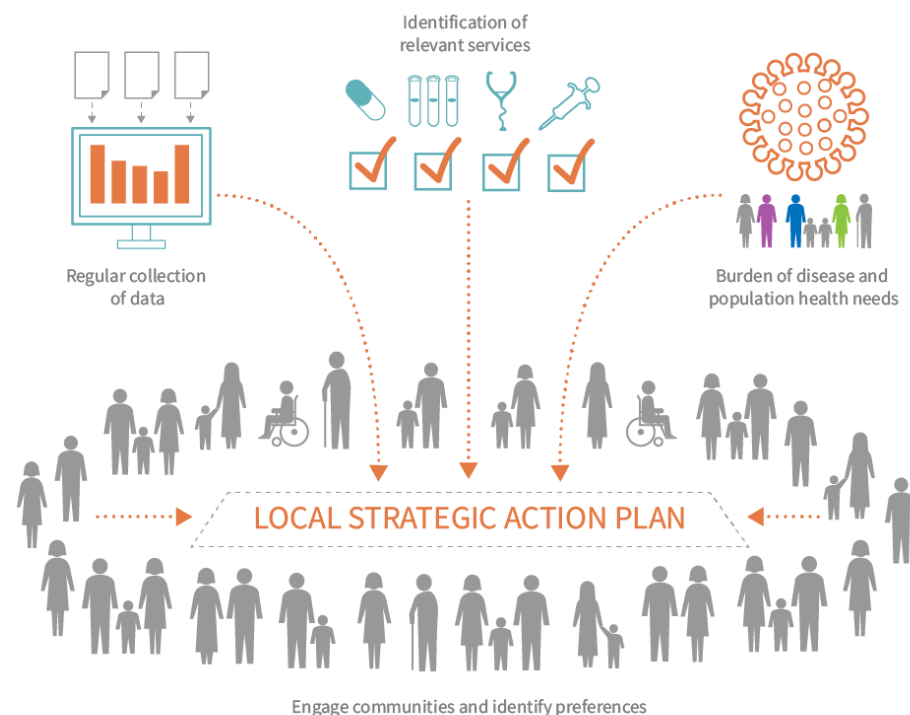 Identification of
relevant services
Regular collection
of data
Burden of disease and
population health needs
LOCAL STRATEGIC ACTION PLAN
Engage communities and identify preferences